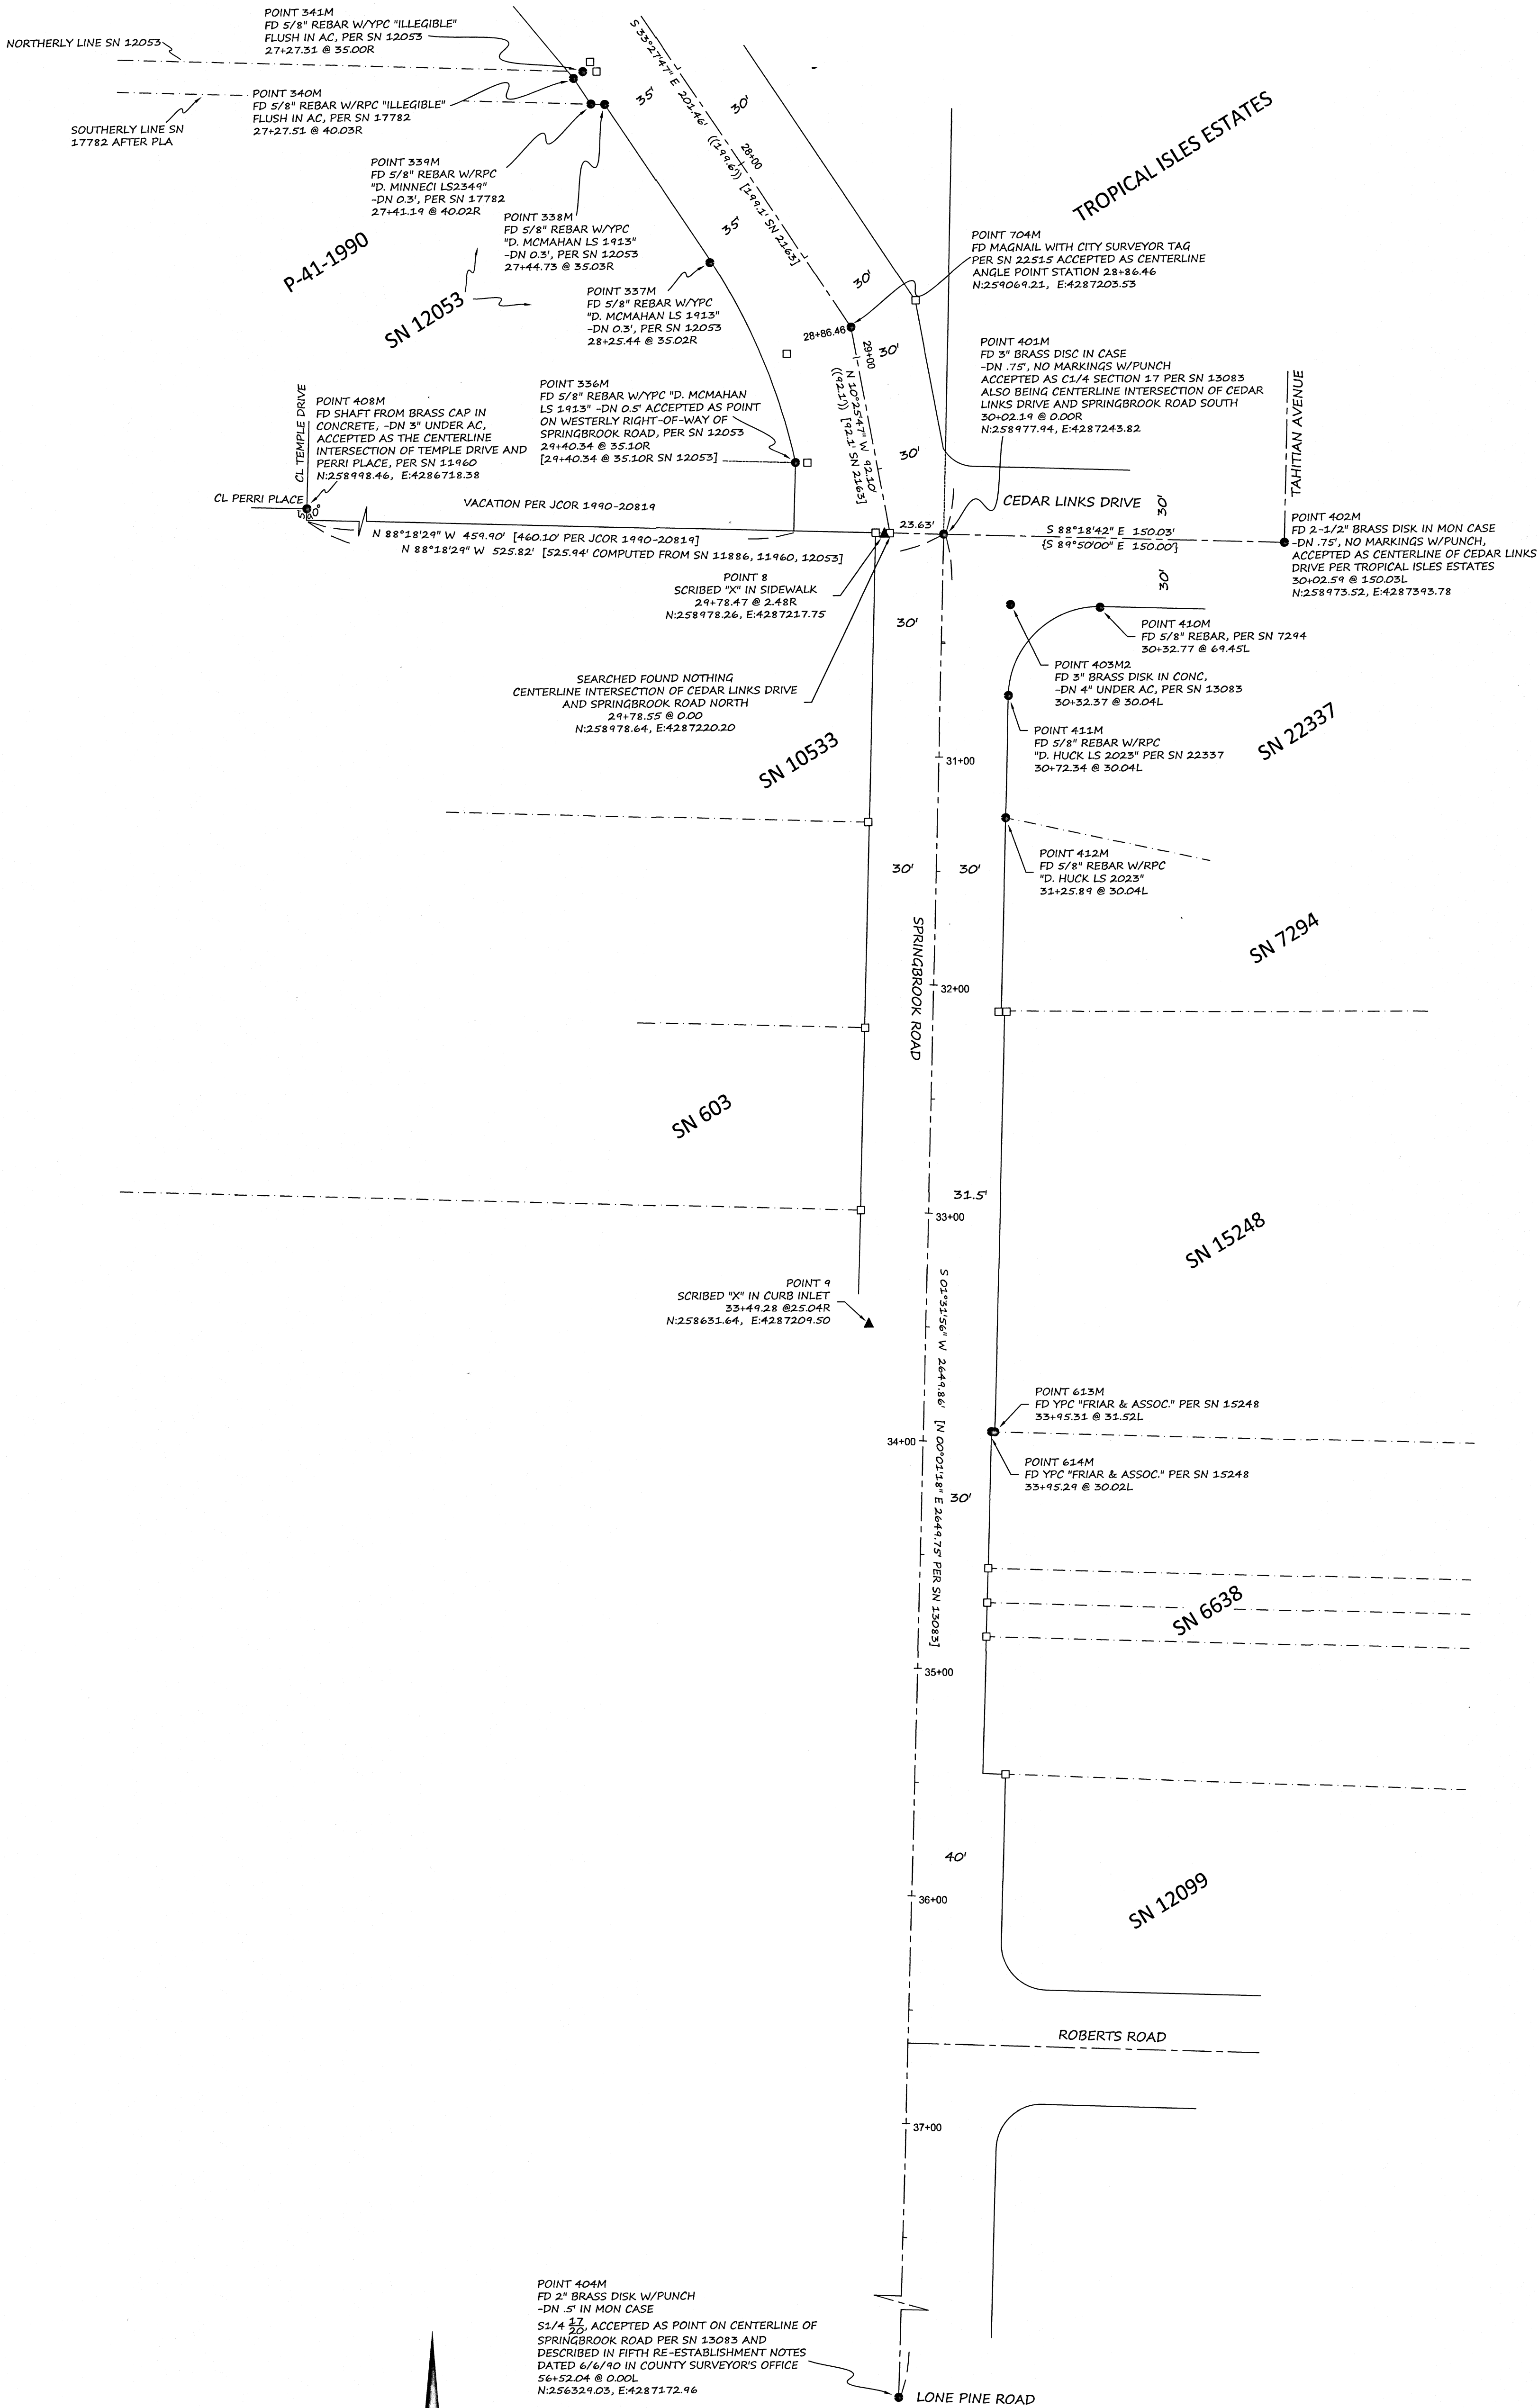 POINT 341M
FD 5/8" REBAR W/YPC "ILLEGIBLE"
FLUSH IN AC, PER SN 12053
27+27.31 @ 35.00R
NORTHERLY LINE SN 12053
POINT 340M
FD 5/8" REBAR W/RPC "ILLEGIBLE"
FLUSH IN AC, PER SN 17782
27+27.51 @ 40.03R
SOUTHERLY LINE SN
17782 AFTER PLA
POINT 339M
FD 5/8" REBAR W/RPC
"D. MINNECI LS2349"
-DN 0.3', PER SN 17782
27+41.19 @ 40.02R
POINT 338M
FD 5/8" REBAR W/YPC
"D. MCMAHAN LS 1913"
-DN 0.3', PER SN 12053
27+44.73 @ 35.03R
POINT 337M
FD 5/8" REBAR W/YPC
"D. MCMAHAN LS 1913"
-DN 0.3', PER SN 12053
28+25.44 @ 35.02R
P-41-1990
SN 12053
S 33°27'47" E 201.46' ((199.6')) [199.1' SN 2163]
35'
30'
28+00
35'
30'
TROPICAL ISLES ESTATES
POINT 704M
FD MAGNAIL WITH CITY SURVEYOR TAG
PER SN 22515 ACCEPTED AS CENTERLINE
ANGLE POINT STATION 28+86.46
N:259069.21, E:4287203.53
28+86.46
29+00
30'
N 10°25'47" W 92.10'
((92.1')) [92.1' SN 2163]
30'
POINT 401M
FD 3" BRASS DISC IN CASE
-DN .75', NO MARKINGS W/PUNCH
ACCEPTED AS C1/4 SECTION 17 PER SN 13083
ALSO BEING CENTERLINE INTERSECTION OF CEDAR
LINKS DRIVE AND SPRINGBROOK ROAD SOUTH
30+02.19 @ 0.00R
N:258977.94, E:4287243.82
POINT 336M
FD 5/8" REBAR W/YPC "D. MCMAHAN
LS 1913" -DN 0.5' ACCEPTED AS POINT
ON WESTERLY RIGHT-OF-WAY OF
SPRINGBROOK ROAD, PER SN 12053
29+40.34 @ 35.10R
[29+40.34 @ 35.10R SN 12053]
CL TEMPLE DRIVE
POINT 408M
FD SHAFT FROM BRASS CAP IN
CONCRETE, -DN 3" UNDER AC,
ACCEPTED AS THE CENTERLINE
INTERSECTION OF TEMPLE DRIVE AND
PERRI PLACE, PER SN 11960
N:258998.46, E:4286718.38
CL PERRI PLACE
VACATION PER JCOR 1990-20819
N 88°18'29" W 459.90' [460.10' PER JCOR 1990-20819]
N 88°18'29" W 525.82' [525.94' COMPUTED FROM SN 11886, 11960, 12053]
23.63'
CEDAR LINKS DRIVE
30'
TAHITIAN AVENUE
S 88°18'42" E 150.03'
{S 89°50'00" E 150.00'}
30'
POINT 402M
FD 2-1/2" BRASS DISK IN MON CASE
-DN .75', NO MARKINGS W/PUNCH,
ACCEPTED AS CENTERLINE OF CEDAR LINKS
DRIVE PER TROPICAL ISLES ESTATES
30+02.59 @ 150.03L
N:258973.52, E:4287393.78
POINT 8
SCRIBED "X" IN SIDEWALK
29+78.47 @ 2.48R
N:258978.26, E:4287217.75
30'
POINT 410M
FD 5/8" REBAR, PER SN 7294
30+32.77 @ 69.45L
POINT 403M2
FD 3" BRASS DISK IN CONC,
-DN 4" UNDER AC, PER SN 13083
30+32.37 @ 30.04L
SEARCHED FOUND NOTHING
CENTERLINE INTERSECTION OF CEDAR LINKS DRIVE
AND SPRINGBROOK ROAD NORTH
29+78.55 @ 0.00
N:258978.64, E:4287220.20
POINT 411M
FD 5/8" REBAR W/RPC
"D. HUCK LS 2023" PER SN 22337
30+72.34 @ 30.04L
SN 22337
SN 10533
31+00
POINT 412M
FD 5/8" REBAR W/RPC
"D. HUCK LS 2023"
31+25.89 @ 30.04L
30'
30'
SPRINGBROOK ROAD
SN 7294
32+00
SN 603
31.5'
33+00
SN 15248
POINT 9
SCRIBED "X" IN CURB INLET
33+49.28 @25.04R
N:258631.64, E:4287209.50
S 01°31'56" W 2649.86' [N 00°01'18" E 2649.75' PER SN 13083]
POINT 613M
FD YPC "FRIAR & ASSOC." PER SN 15248
33+95.31 @ 31.52L
34+00
POINT 614M
FD YPC "FRIAR & ASSOC." PER SN 15248
33+95.29 @ 30.02L
30'
SN 6638
35+00
40'
36+00
SN 12099
ROBERTS ROAD
37+00
POINT 404M
FD 2" BRASS DISK W/PUNCH
-DN .5' IN MON CASE
S1/4 17/20, ACCEPTED AS POINT ON CENTERLINE OF
SPRINGBROOK ROAD PER SN 13083 AND
DESCRIBED IN FIFTH RE-ESTABLISHMENT NOTES
DATED 6/6/90 IN COUNTY SURVEYOR'S OFFICE
56+52.04 @ 0.00L
N:256329.03, E:4287172.96
LONE PINE ROAD